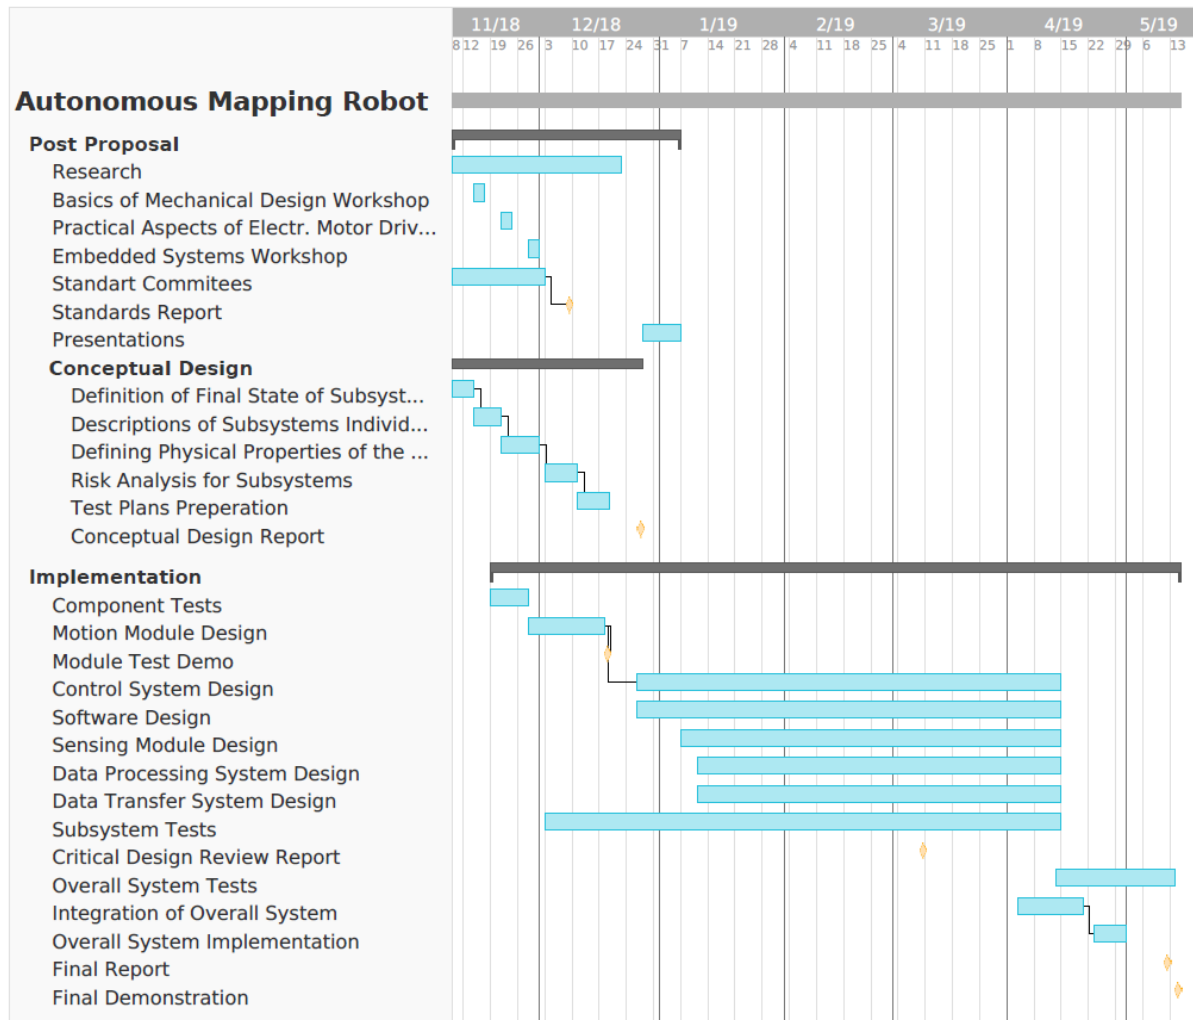 11/18 12/18 1/19 2/19 3/19 4/19 5/19
8 12 19 26 3 10 17 24 31 7 14 21 28 4 11 18 25 4 11 18 25 1 8 15 22 29 6 13
Autonomous Mapping Robot
Post Proposal
Research
Basics of Mechanical Design Workshop
Practical Aspects of Electr. Motor Driv...
Embedded Systems Workshop
Standart Commitees
Standards Report
Presentations
Conceptual Design
Definition of Final State of Subsyst...
Descriptions of Subsystems Individ...
Defining Physical Properties of the ...
Risk Analysis for Subsystems
Test Plans Preperation
Conceptual Design Report
Implementation
Component Tests
Motion Module Design
Module Test Demo
Control System Design
Software Design
Sensing Module Design
Data Processing System Design
Data Transfer System Design
Subsystem Tests
Critical Design Review Report
Overall System Tests
Integration of Overall System
Overall System Implementation
Final Report
Final Demonstration